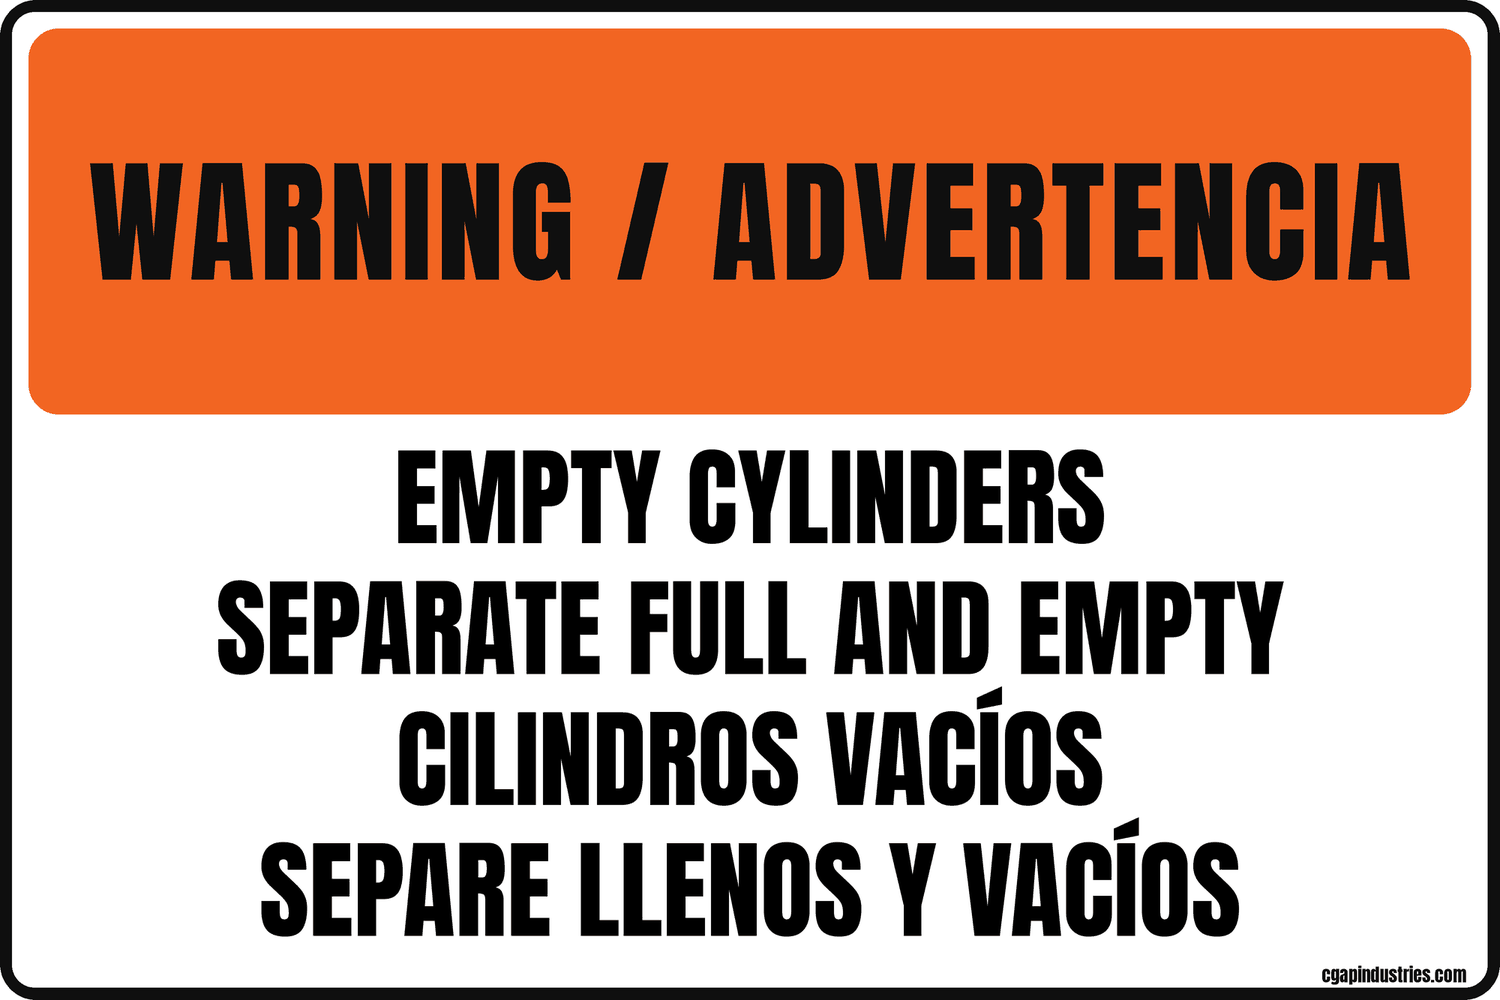 WARNING / ADVERTENCIA
EMPTY CYLINDERS
SEPARATE FULL AND EMPTY
CILINDROS VACÍOS
SEPARE LLENOS Y VACÍOS
cgapindustries.com